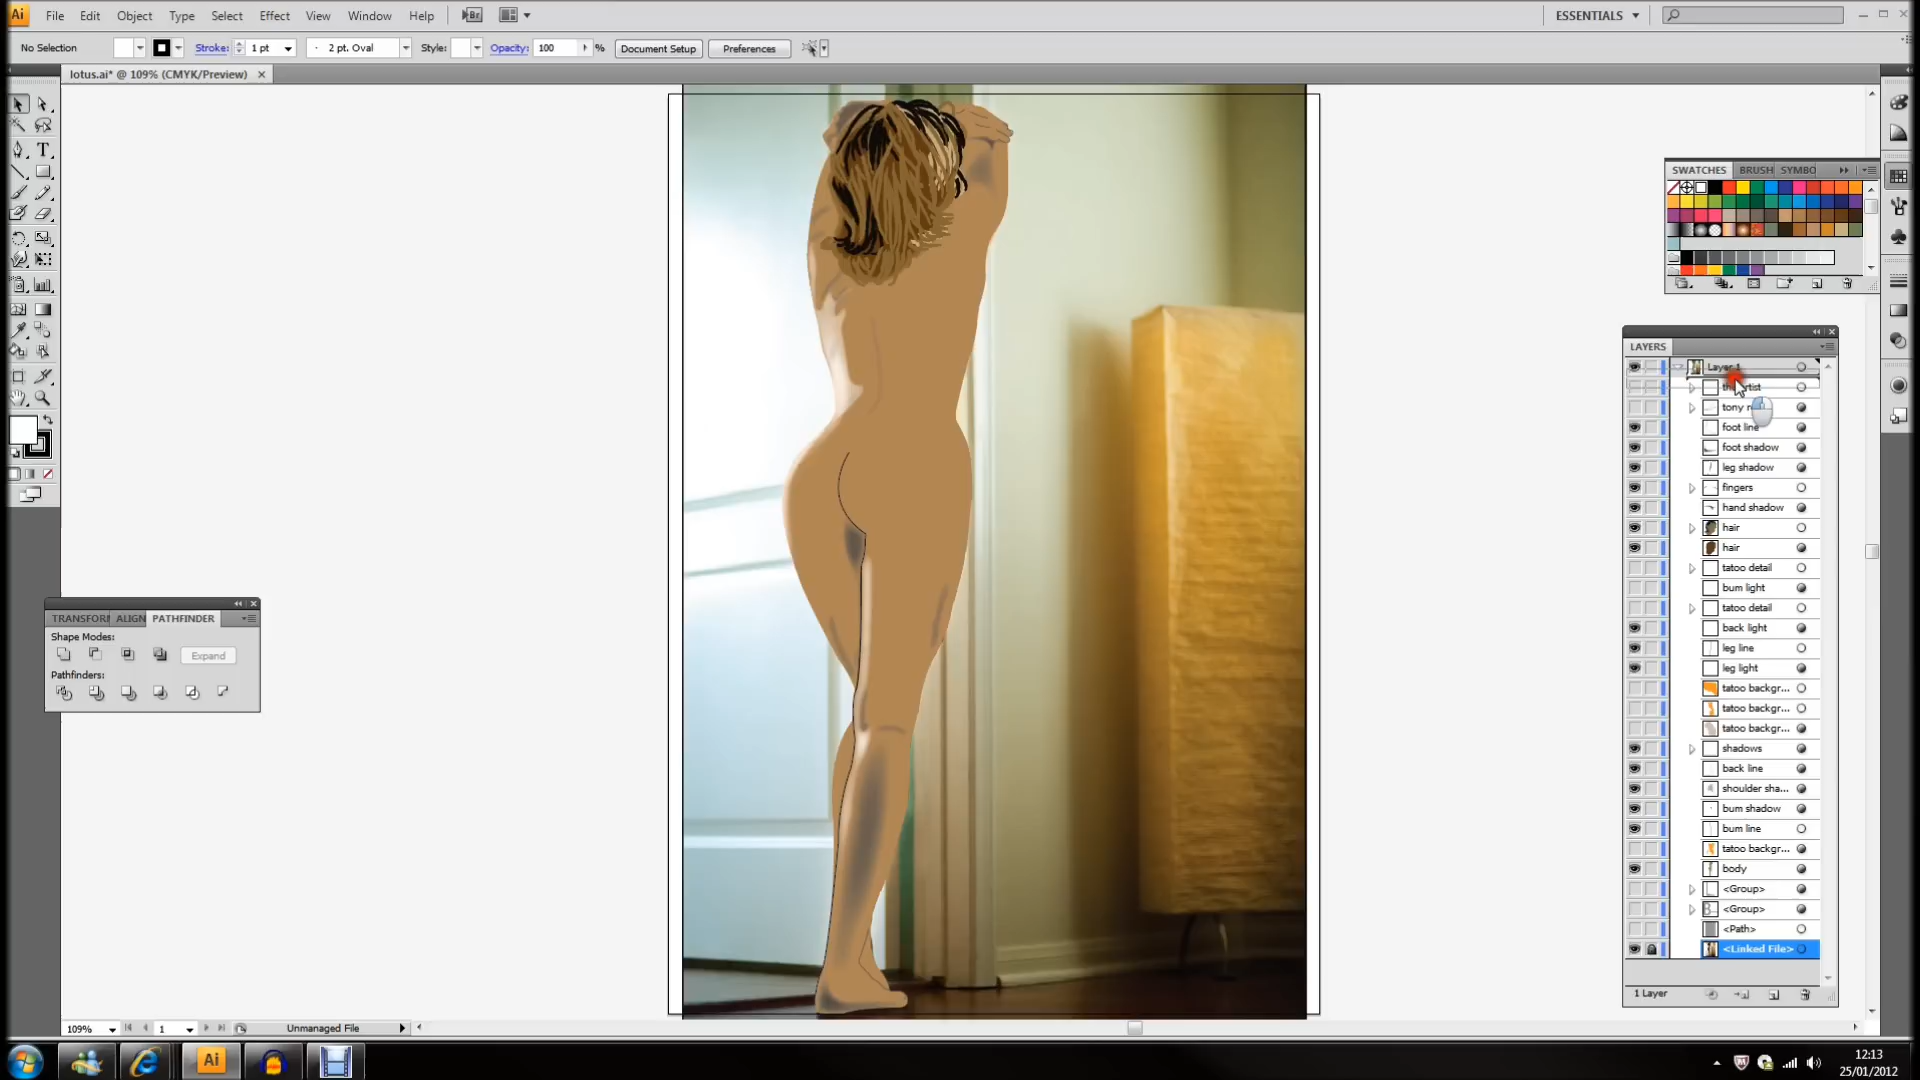 Ai File Edit Object Type Select Effect View Window Help Br ESSENTIALS
No Selection Stroke: 1 pt 2 pt. Oval Style: Opacity: 100 % Document Setup Preferences
lotus.ai* @ 109% (CMYK/Preview)
SWATCHES BRUSH SYMBO
LAYERS
Layer 1
foot line
foot shadow
leg shadow
fingers
hand shadow
hair
hair
tatoo detail
bum light
tatoo detail
back light
leg line
leg light
tatoo backgr...
tatoo backgr...
tatoo backgr...
shadows
back line
shoulder sha...
bum shadow
bum line
tatoo backgr...
body
<Group>
<Group>
<Path>
<Linked File>
1 Layer
TRANSFORM ALIGN PATHFINDER
Shape Modes:
Expand
Pathfinders:
109% 1 Unmanaged File
Ai
12:13
25/01/2012